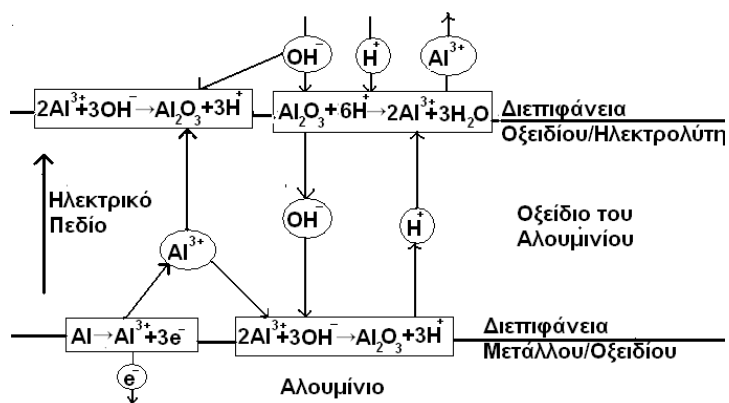 OH⁻
H⁺
Al³⁺
2Al³⁺+3OH⁻→Al₂O₃+3H⁺
Al₂O₃+6H⁺→2Al³⁺+3H₂O
Διεπιφάνεια
Οξειδίου/Ηλεκτρολύτη
Ηλεκτρικό
Πεδίο
Al³⁺
OH⁻
H⁺
Οξείδιο του
Αλουμινίου
Al→Al³⁺+3e⁻
2Al³⁺+3OH⁻→Al₂O₃+3H⁺
Διεπιφάνεια
Μετάλλου/Οξειδίου
e⁻
Αλουμίνιο